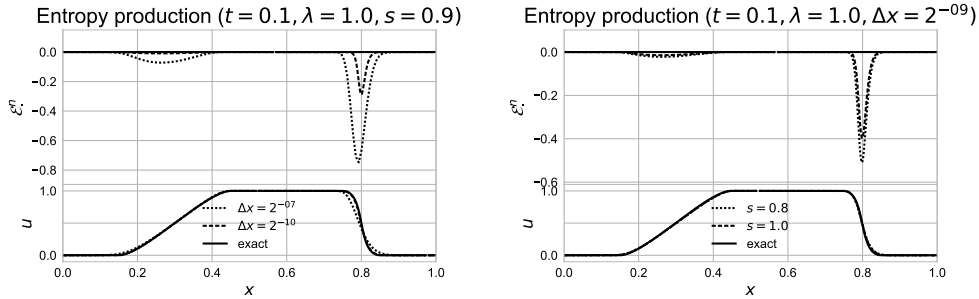 Entropy production (t = 0.1, λ = 1.0, s = 0.9)
0.0
−0.2
−0.4
−0.6
−0.8
ℰⁿ.
1.0
0.0
u
Δx = 2⁻⁰⁷
Δx = 2⁻¹⁰
exact
0.0 0.2 0.4 0.6 0.8 1.0
x
Entropy production (t = 0.1, λ = 1.0, Δx = 2⁻⁰⁹)
0.0
−0.2
−0.4
−0.6
ℰⁿ.
1.0
0.0
u
s = 0.8
s = 1.0
exact
0.0 0.2 0.4 0.6 0.8 1.0
x